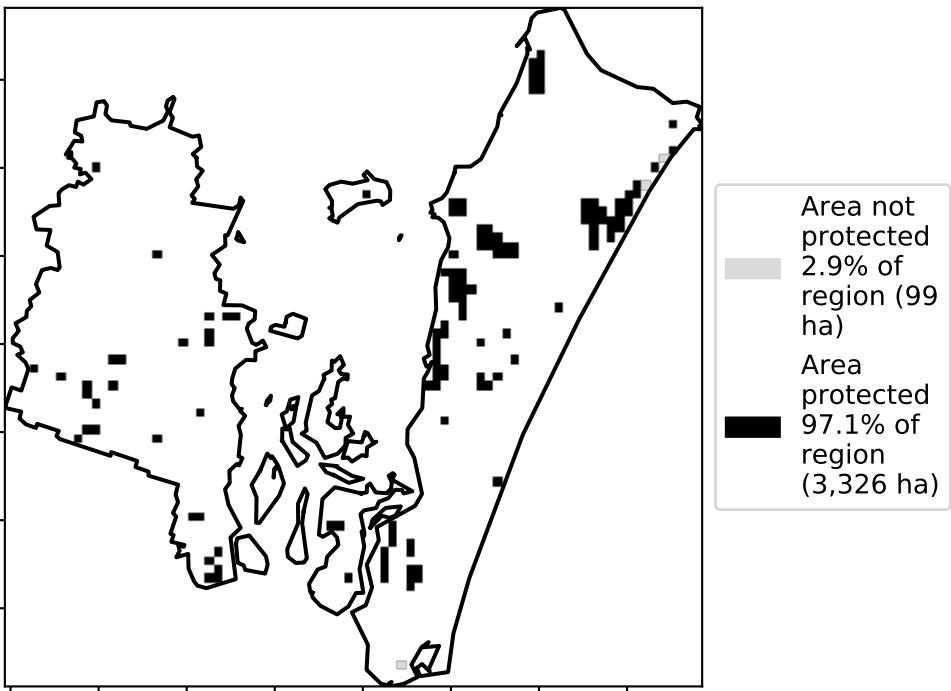 Area not
protected
2.9% of
region (99
ha)
Area
protected
97.1% of
region
(3,326 ha)